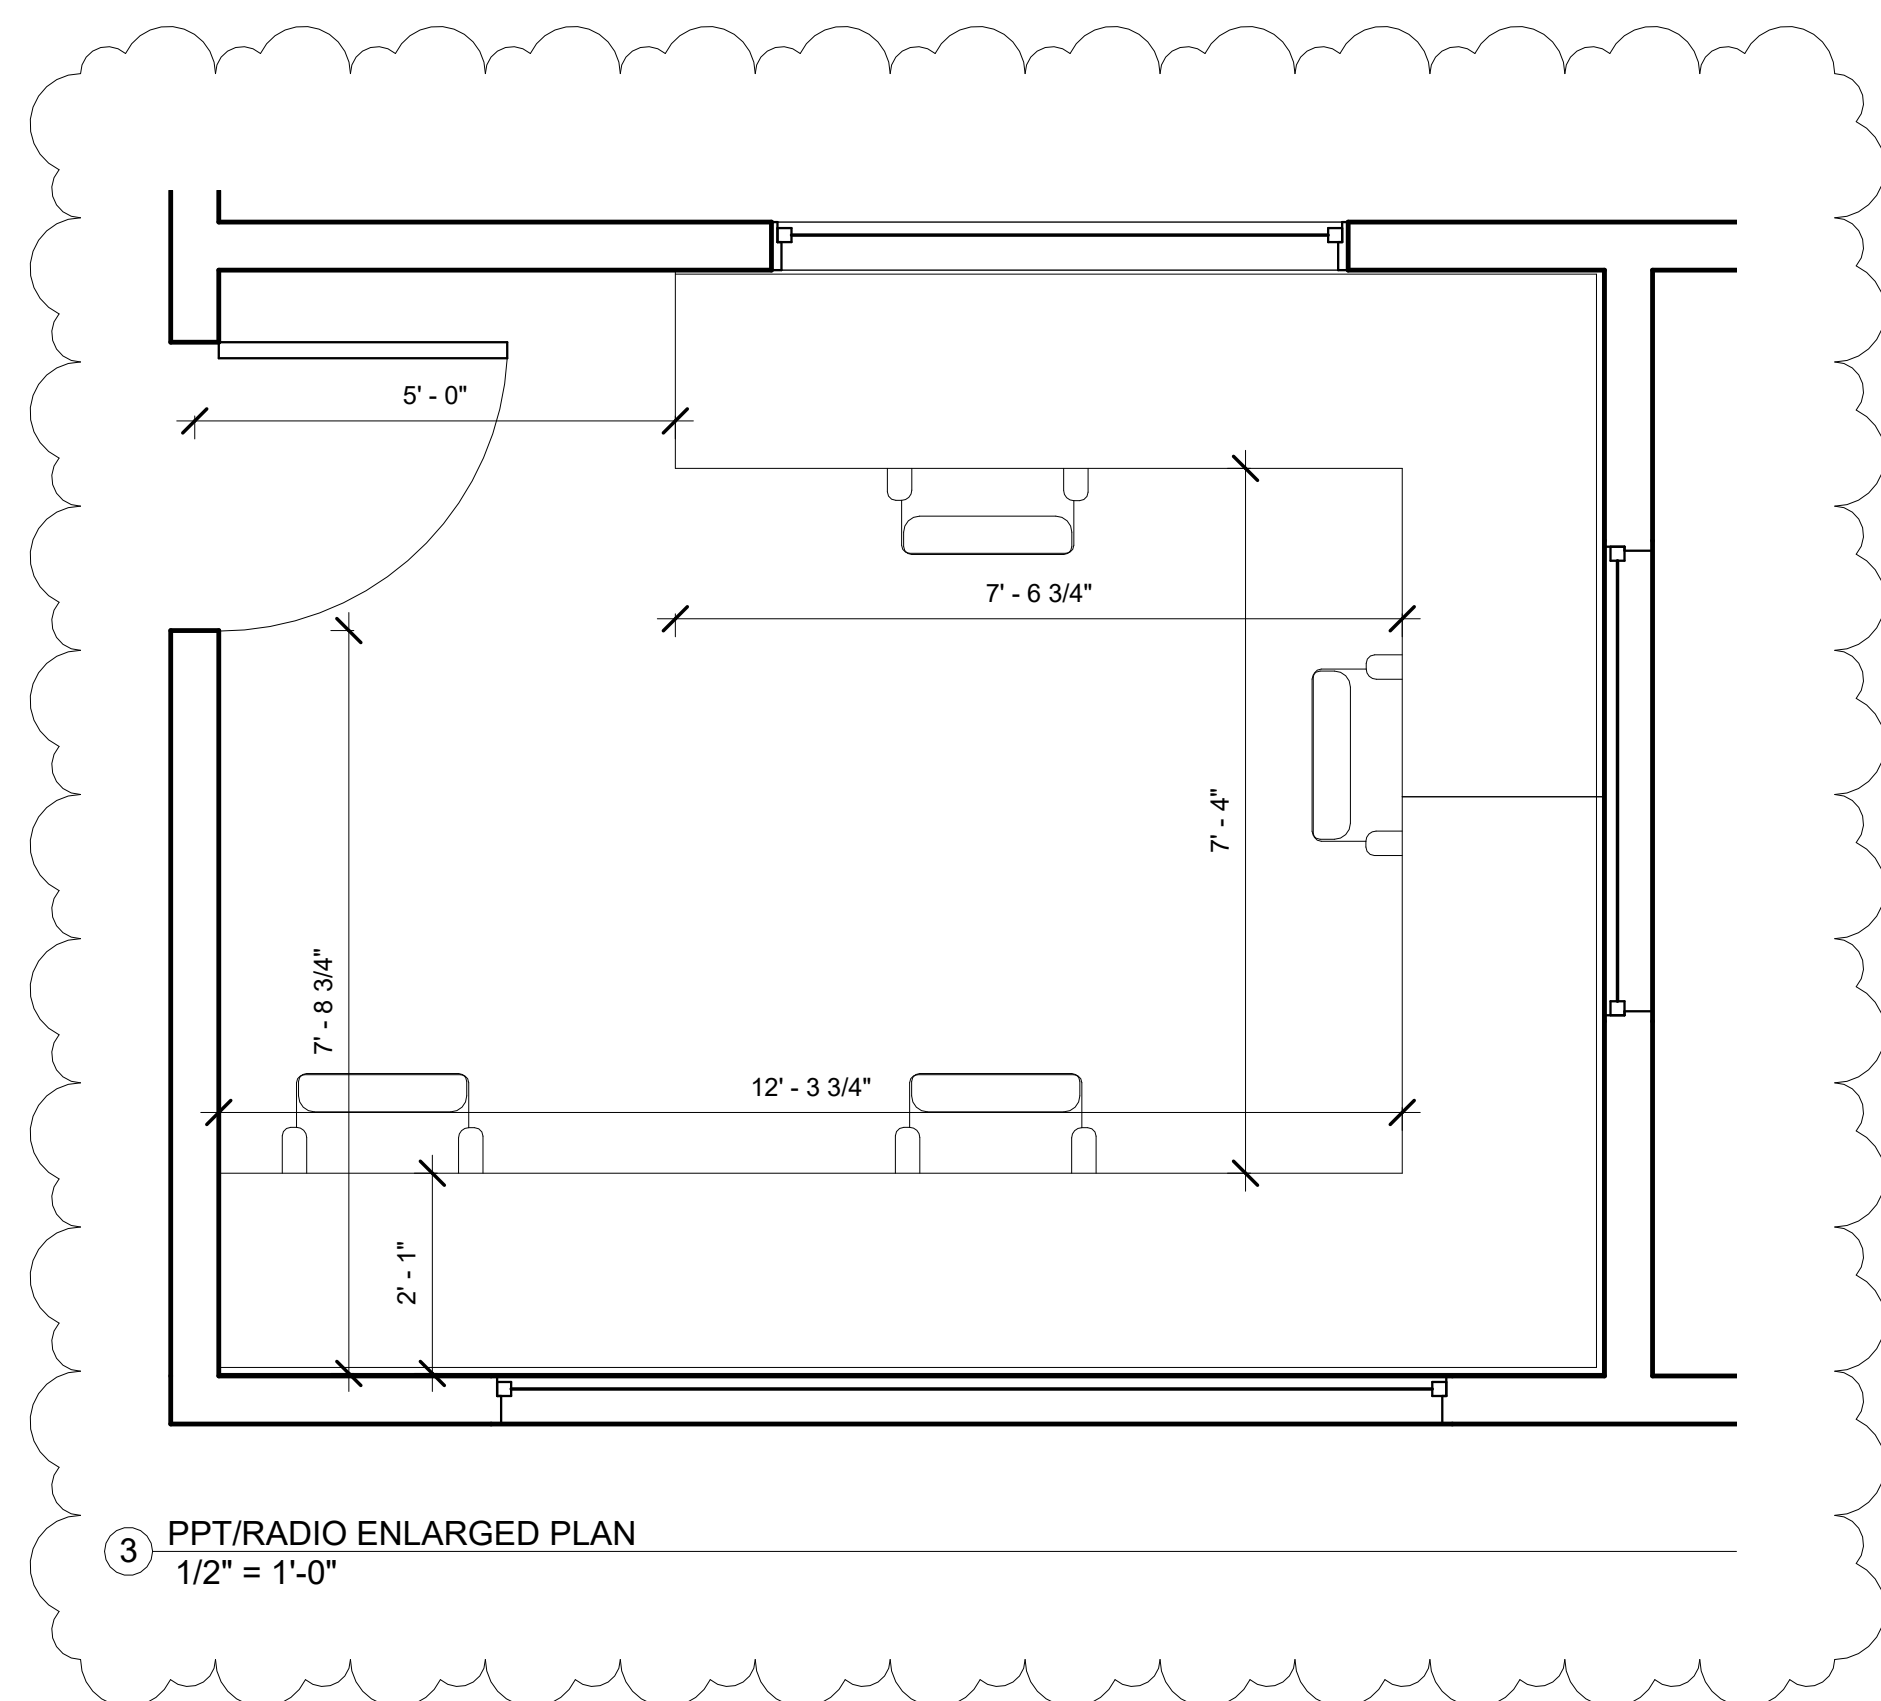 5' - 0"
7' - 6 3/4"
7' - 4"
7' - 8 3/4"
12' - 3 3/4"
2' - 1"
3 PPT/RADIO ENLARGED PLAN
1/2" = 1'-0"